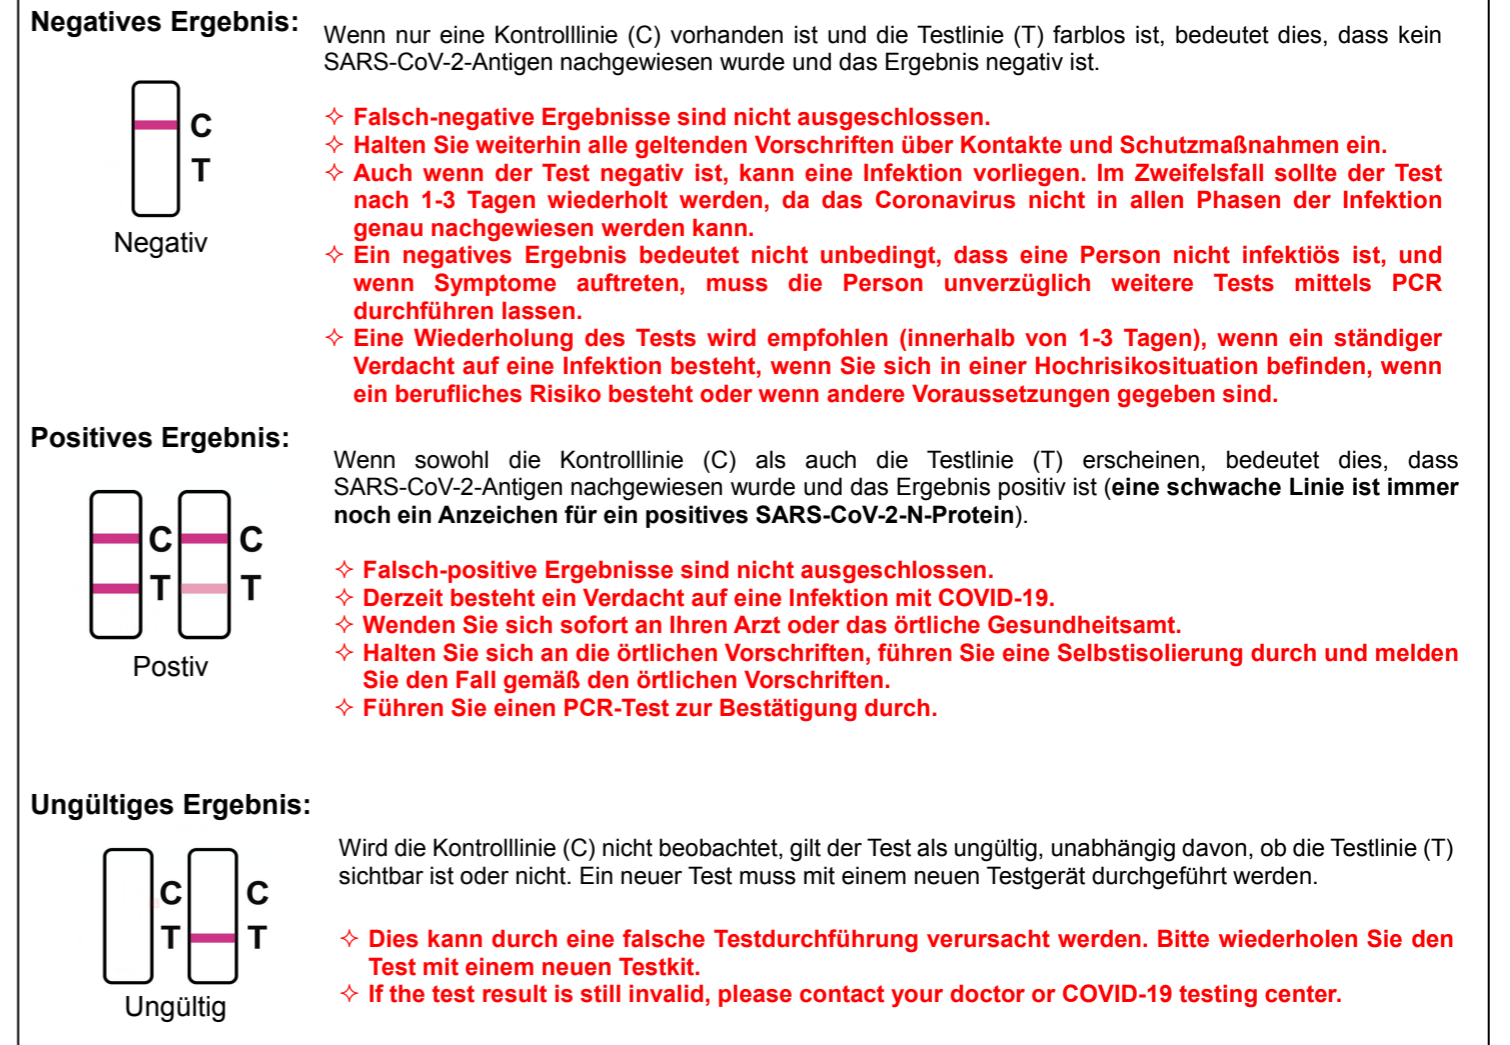 Negatives Ergebnis:
Wenn nur eine Kontrolllinie (C) vorhanden ist und die Testlinie (T) farblos ist, bedeutet dies, dass kein
SARS-CoV-2-Antigen nachgewiesen wurde und das Ergebnis negativ ist.
C
T
Negativ
✧ Falsch-negative Ergebnisse sind nicht ausgeschlossen.
✧ Halten Sie weiterhin alle geltenden Vorschriften über Kontakte und Schutzmaßnahmen ein.
✧ Auch wenn der Test negativ ist, kann eine Infektion vorliegen. Im Zweifelsfall sollte der Test
nach 1-3 Tagen wiederholt werden, da das Coronavirus nicht in allen Phasen der Infektion
genau nachgewiesen werden kann.
✧ Ein negatives Ergebnis bedeutet nicht unbedingt, dass eine Person nicht infektiös ist, und
wenn Symptome auftreten, muss die Person unverzüglich weitere Tests mittels PCR
durchführen lassen.
✧ Eine Wiederholung des Tests wird empfohlen (innerhalb von 1-3 Tagen), wenn ein ständiger
Verdacht auf eine Infektion besteht, wenn Sie sich in einer Hochrisikosituation befinden, wenn
ein berufliches Risiko besteht oder wenn andere Voraussetzungen gegeben sind.
Positives Ergebnis:
Wenn sowohl die Kontrolllinie (C) als auch die Testlinie (T) erscheinen, bedeutet dies, dass
SARS-CoV-2-Antigen nachgewiesen wurde und das Ergebnis positiv ist (eine schwache Linie ist immer
noch ein Anzeichen für ein positives SARS-CoV-2-N-Protein).
C C
T T
Postiv
✧ Falsch-positive Ergebnisse sind nicht ausgeschlossen.
✧ Derzeit besteht ein Verdacht auf eine Infektion mit COVID-19.
✧ Wenden Sie sich sofort an Ihren Arzt oder das örtliche Gesundheitsamt.
✧ Halten Sie sich an die örtlichen Vorschriften, führen Sie eine Selbstisolierung durch und melden
Sie den Fall gemäß den örtlichen Vorschriften.
✧ Führen Sie einen PCR-Test zur Bestätigung durch.
Ungültiges Ergebnis:
Wird die Kontrolllinie (C) nicht beobachtet, gilt der Test als ungültig, unabhängig davon, ob die Testlinie (T)
sichtbar ist oder nicht. Ein neuer Test muss mit einem neuen Testgerät durchgeführt werden.
C C
T T
Ungültig
✧ Dies kann durch eine falsche Testdurchführung verursacht werden. Bitte wiederholen Sie den
Test mit einem neuen Testkit.
✧ If the test result is still invalid, please contact your doctor or COVID-19 testing center.